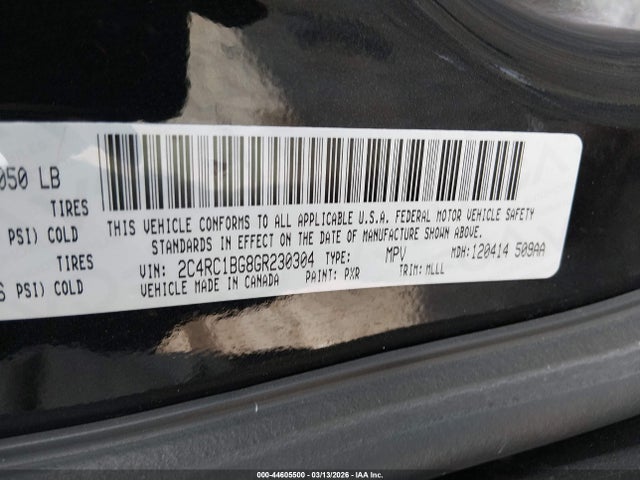 050 LB
TIRES
PSI) COLD
TIRES
PSI) COLD
THIS VEHICLE CONFORMS TO ALL APPLICABLE U.S.A. FEDERAL MOTOR VEHICLE SAFETY
STANDARDS IN EFFECT ON THE DATE OF MANUFACTURE SHOWN ABOVE.
VIN: 2C4RC1BG8GR230304 TYPE: MPV MDH: 120414 509AA
VEHICLE MADE IN CANADA PAINT: PXR TRIM: MLLL
000-44605500 | 03/13/2026 | IAA Inc.